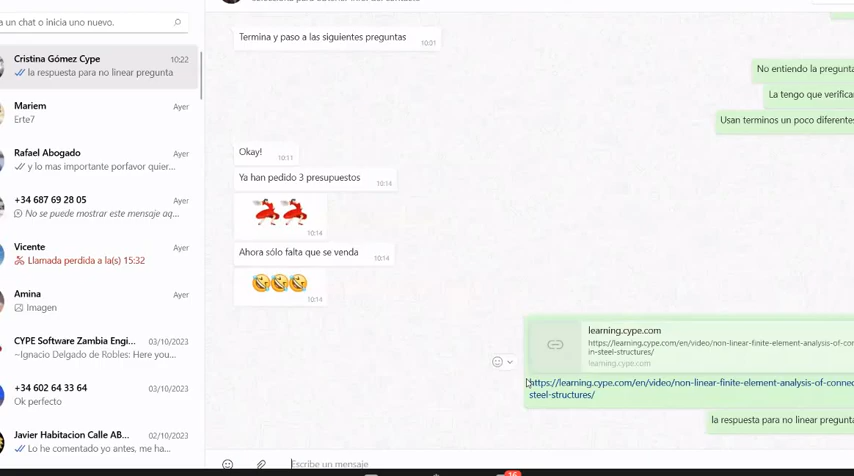 a un chat o inicia uno nuevo.
Cristina Gómez Cype 10:22
la respuesta para no linear pregunta
Mariem Ayer
Erte7
Rafael Abogado Ayer
y lo mas importante porfavor quier...
+34 687 69 28 05 Ayer
No se puede mostrar este mensaje aq...
Vicente Ayer
Llamada perdida a la(s) 15:32
Amina Ayer
Imagen
CYPE Software Zambia Engi... 03/10/2023
~Ignacio Delgado de Robles: Here you...
+34 602 64 33 64 03/10/2023
Ok perfecto
Javier Habitacion Calle AB... 02/10/2023
Lo he comentado yo antes, me ha...
Termina y paso a las siguientes preguntas
10:01
No entiendo la pregunta
La tengo que verificar
Usan terminos un poco diferentes
Okay!
10:11
Ya han pedido 3 presupuestos
10:14
10:14
Ahora sólo falta que se venda
10:14
10:14
learning.cype.com
https://learning.cype.com/en/video/non-linear-finite-element-analysis-of-co
in-steel-structures/
learning.cype.com
https://learning.cype.com/en/video/non-linear-finite-element-analysis-of-connec
steel-structures/
la respuesta para no linear pregunta
Escribe un mensaje
16